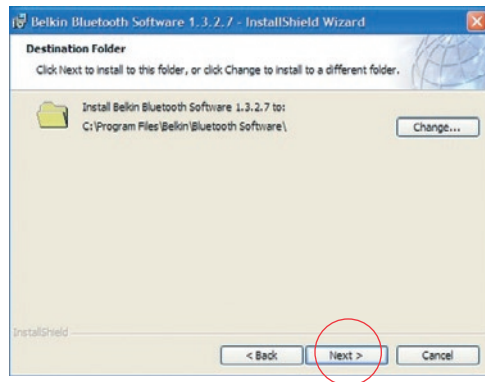 Belkin Bluetooth Software 1.3.2.7 - InstallShield Wizard
Destination Folder
Click Next to install to this folder, or click Change to install to a different folder.
Install Belkin Bluetooth Software 1.3.2.7 to:
C:\Program Files\Belkin\Bluetooth Software\
Change...
InstallShield
< Back
Next >
Cancel